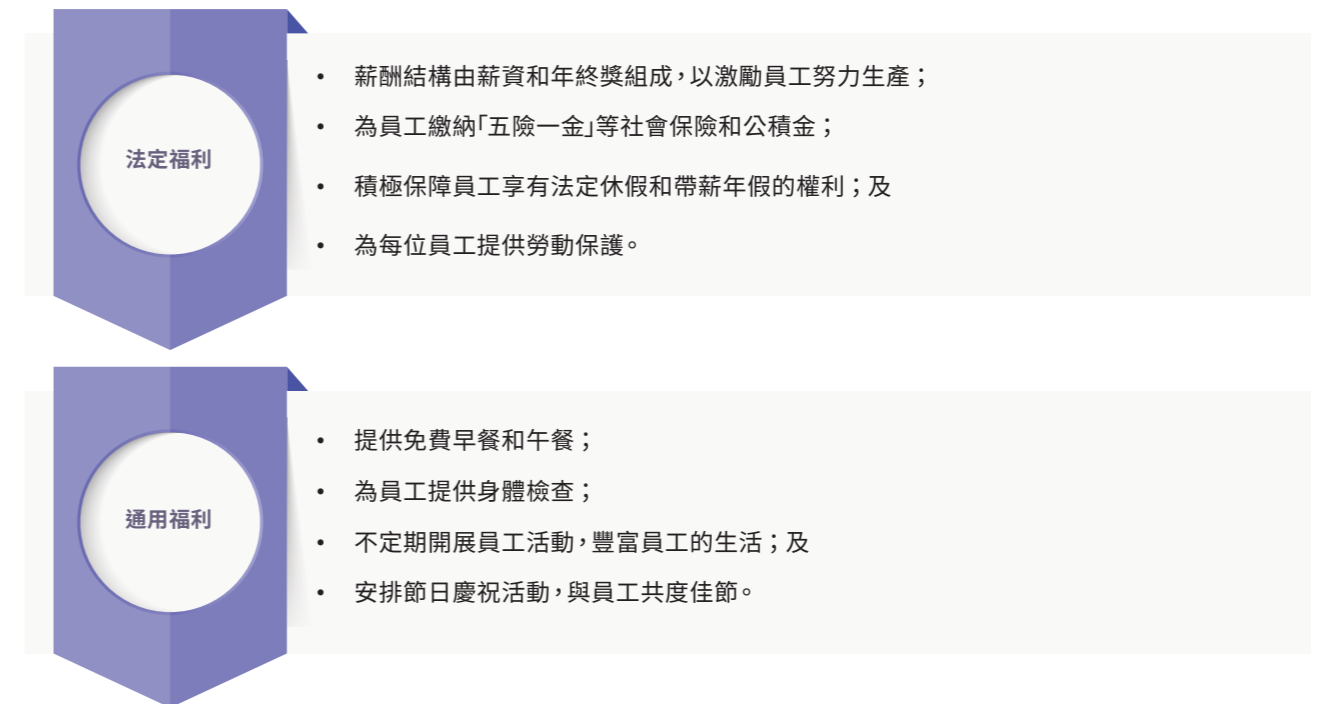 法定福利
• 薪酬結構由薪資和年終獎組成，以激勵員工努力生產；
• 為員工繳納「五險一金」等社會保險和公積金；
• 積極保障員工享有法定休假和帶薪年假的權利；及
• 為每位員工提供勞動保護。
通用福利
• 提供免費早餐和午餐；
• 為員工提供身體檢查；
• 不定期開展員工活動，豐富員工的生活；及
• 安排節日慶祝活動，與員工共度佳節。